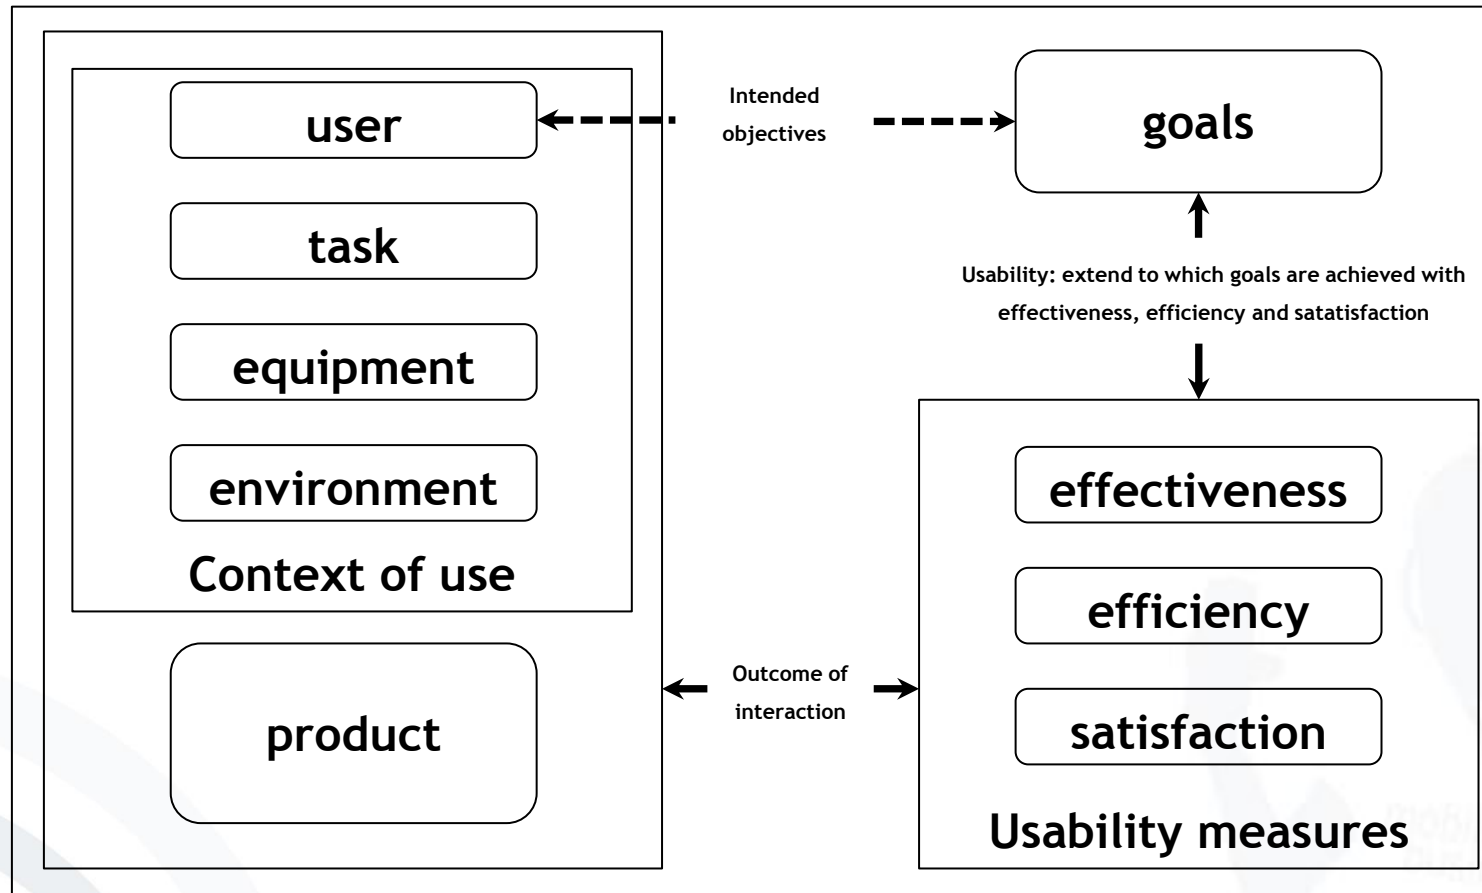 user
task
equipment
environment
Context of use
product
Intended
objectives
goals
Usability: extend to which goals are achieved with
effectiveness, efficiency and satatisfaction
Outcome of
interaction
effectiveness
efficiency
satisfaction
Usability measures